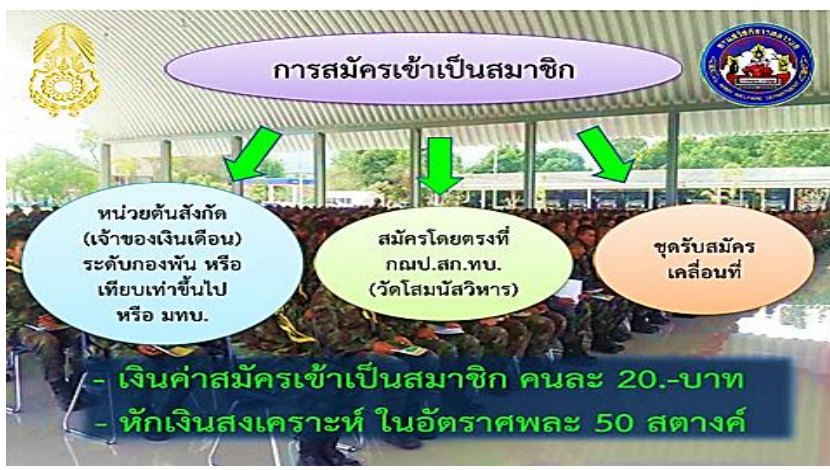 การสมัครเข้าเป็นสมาชิก
หน่วยต้นสังกัด
(เจ้าของเงินเดือน)
ระดับกองพัน หรือ
เทียบเท่าขึ้นไป
หรือ มทบ.
สมัครโดยตรงที่
กฌป.สก.ทบ.
(วัดโสมนัสวิหาร)
ชุดรับสมัคร
เคลื่อนที่
- เงินค่าสมัครเข้าเป็นสมาชิก คนละ 20.-บาท
- หักเงินสงเคราะห์ ในอัตราศพละ 50 สตางค์